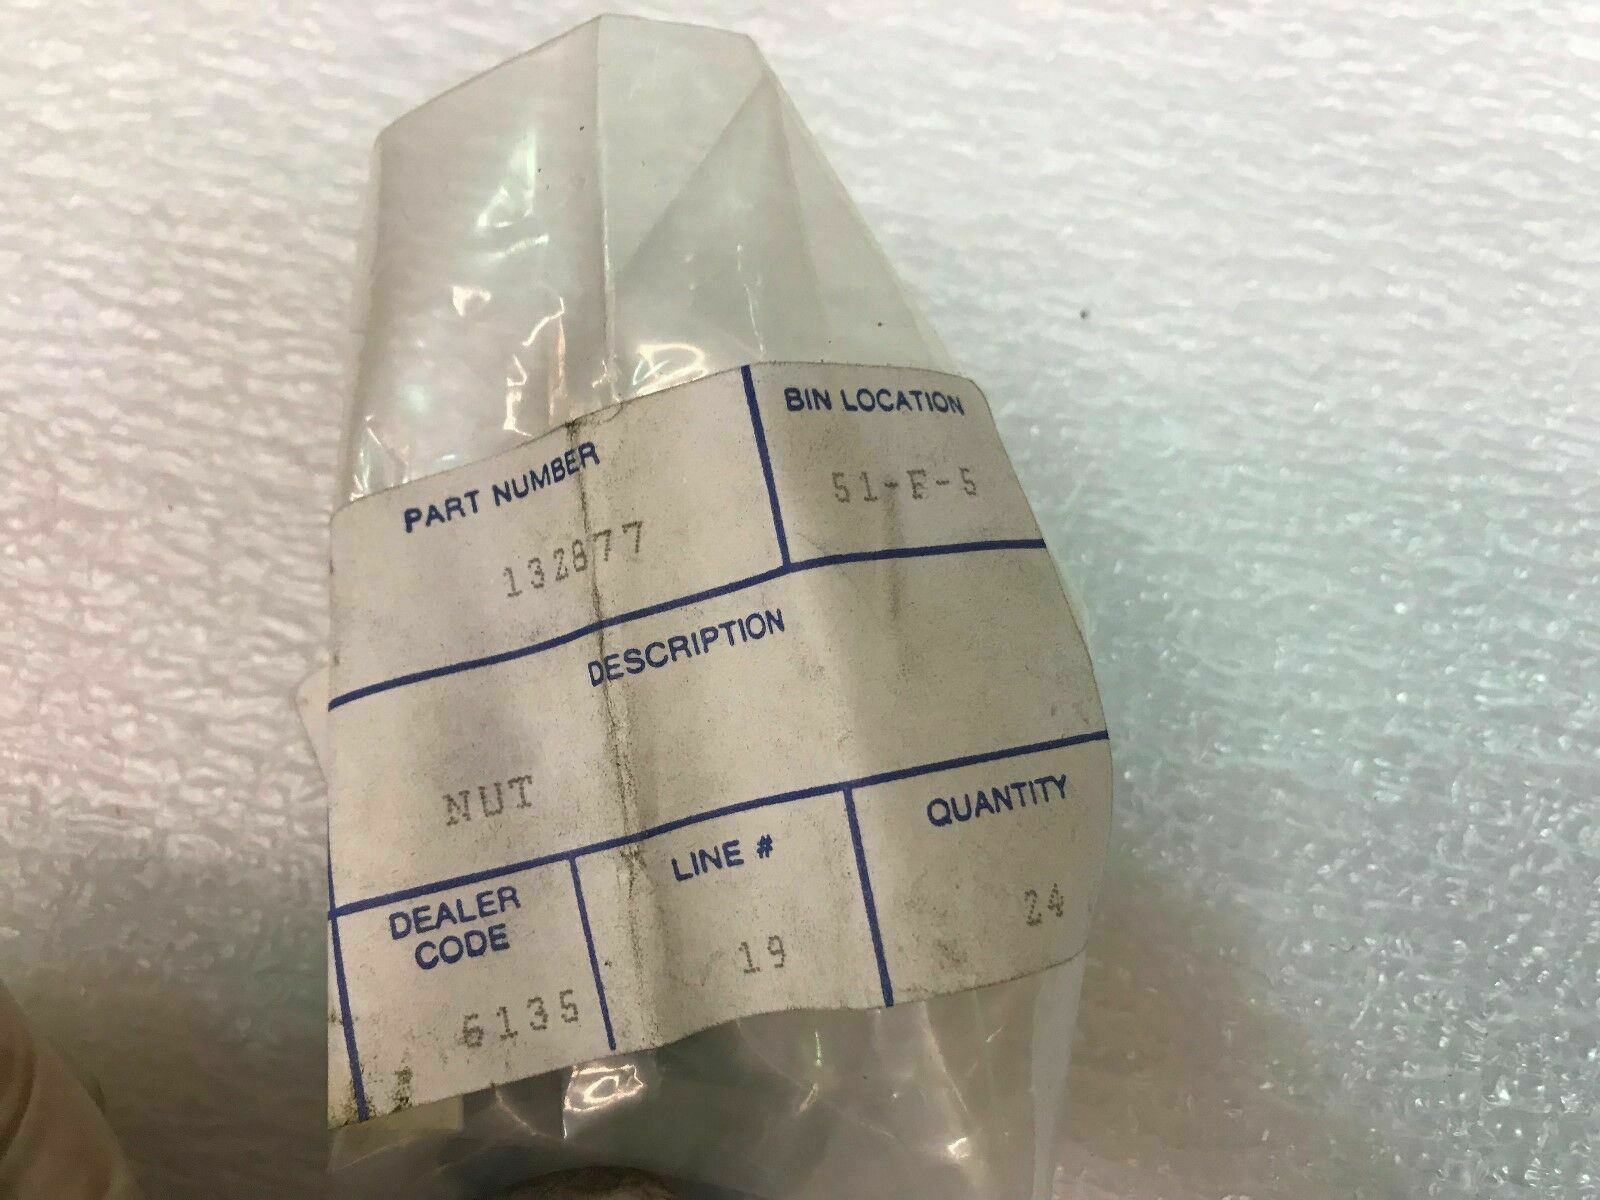 PART NUMBER
132877
BIN LOCATION
51-F-5
DESCRIPTION
NUT
DEALER
CODE
6135
LINE #
19
QUANTITY
24